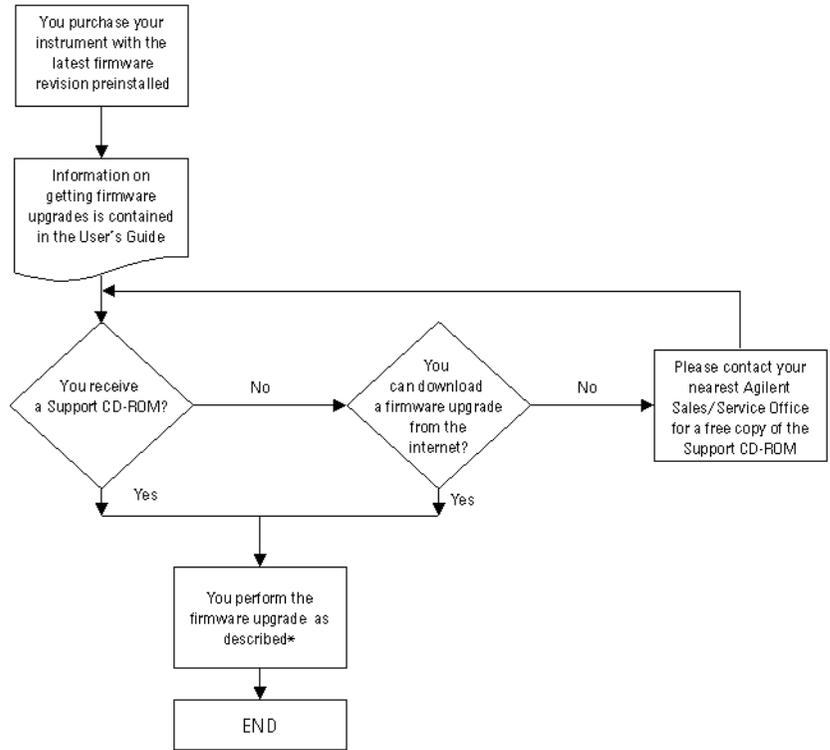 You purchase your
instrument with the
latest firmware
revision preinstalled
Information on
getting firmware
upgrades is contained
in the User's Guide
You receive
a Support CD-ROM?
No
You
can download
a firmware upgrade
from the
internet?
No
Please contact your
nearest Agilent
Sales/Service Office
for a free copy of the
Support CD-ROM
Yes
Yes
You perform the
firmware upgrade as
described*
END